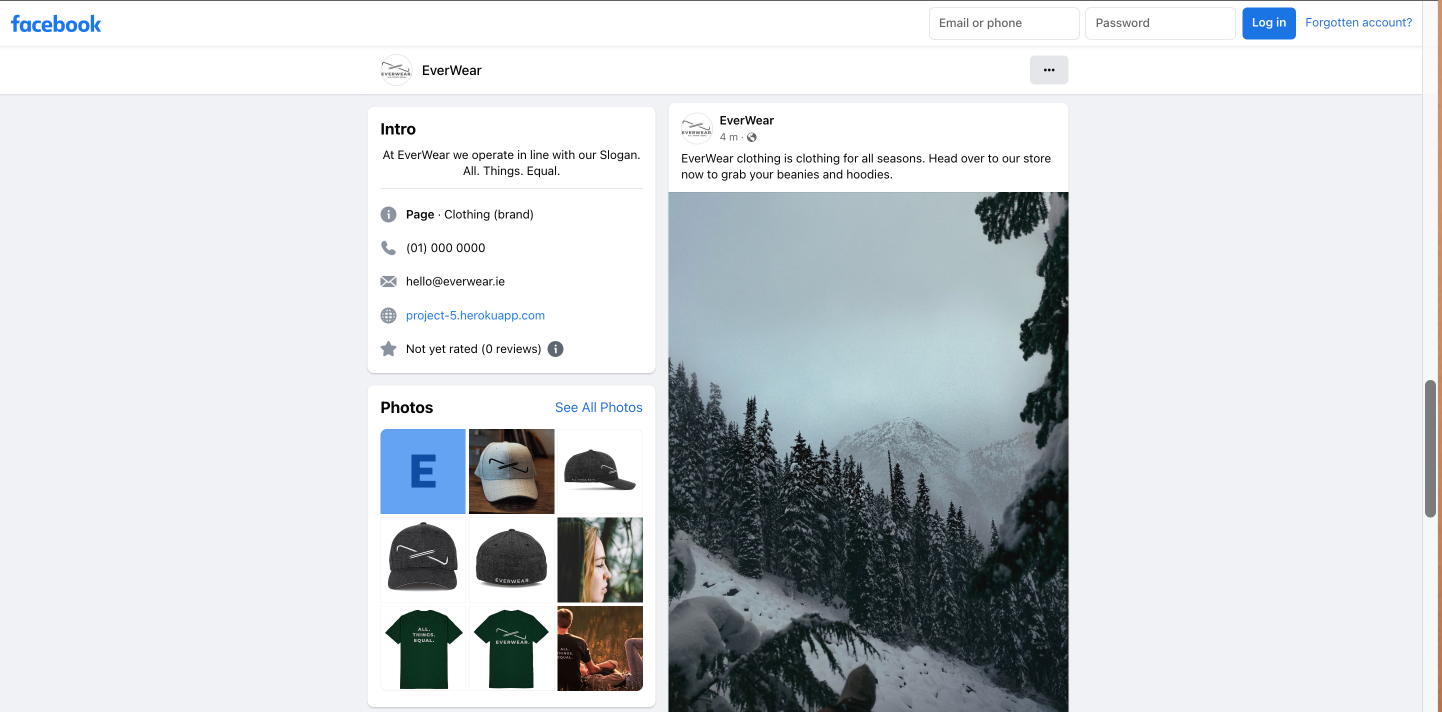 facebook
Email or phone
Password
Log in
Forgotten account?
EVERWEAR.
EverWear
Intro
At EverWear we operate in line with our Slogan.
All. Things. Equal.
Page · Clothing (brand)
(01) 000 0000
hello@everwear.ie
project-5.herokuapp.com
Not yet rated (0 reviews)
Photos
See All Photos
E
EVERWEAR.
ALL.
THINGS.
EQUAL.
EVERWEAR.
ALL.
THINGS.
EQUAL.
EVERWEAR.
EverWear
4 m ·
EverWear clothing is clothing for all seasons. Head over to our store
now to grab your beanies and hoodies.